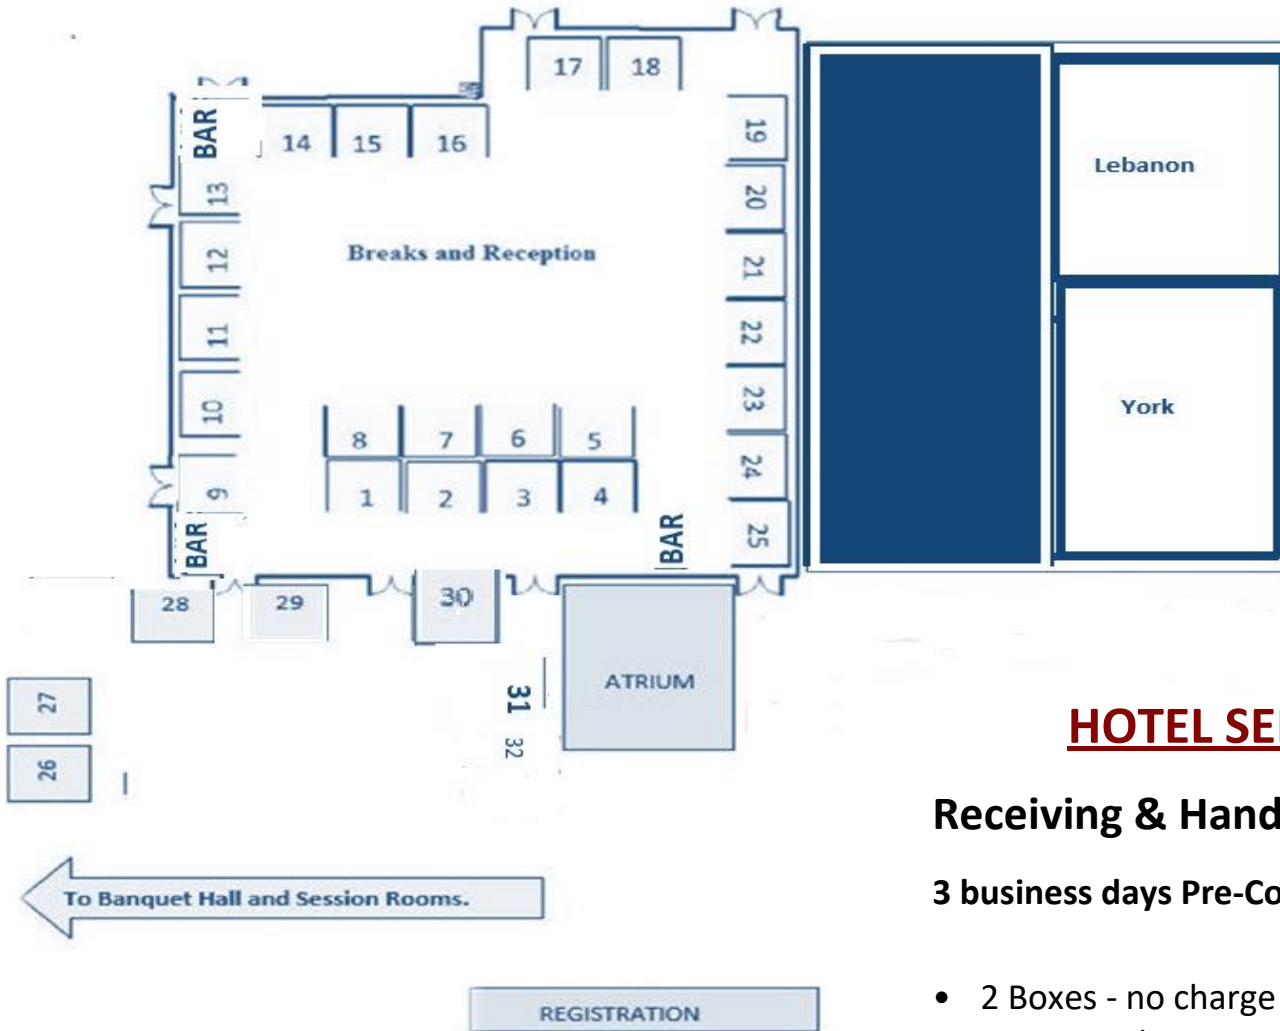 17 18
BAR
14 15 16
19
Lebanon
13
20
12
Breaks and Reception
21
11
22
10
23
York
8 7 6 5
24
9
1 2 3 4
BAR
BAR
25
28 29 30
27
31
ATRIUM
32
26
HOTEL SE
Receiving & Hand
3 business days Pre-Co
To Banquet Hall and Session Rooms.
• 2 Boxes - no charge
REGISTRATION